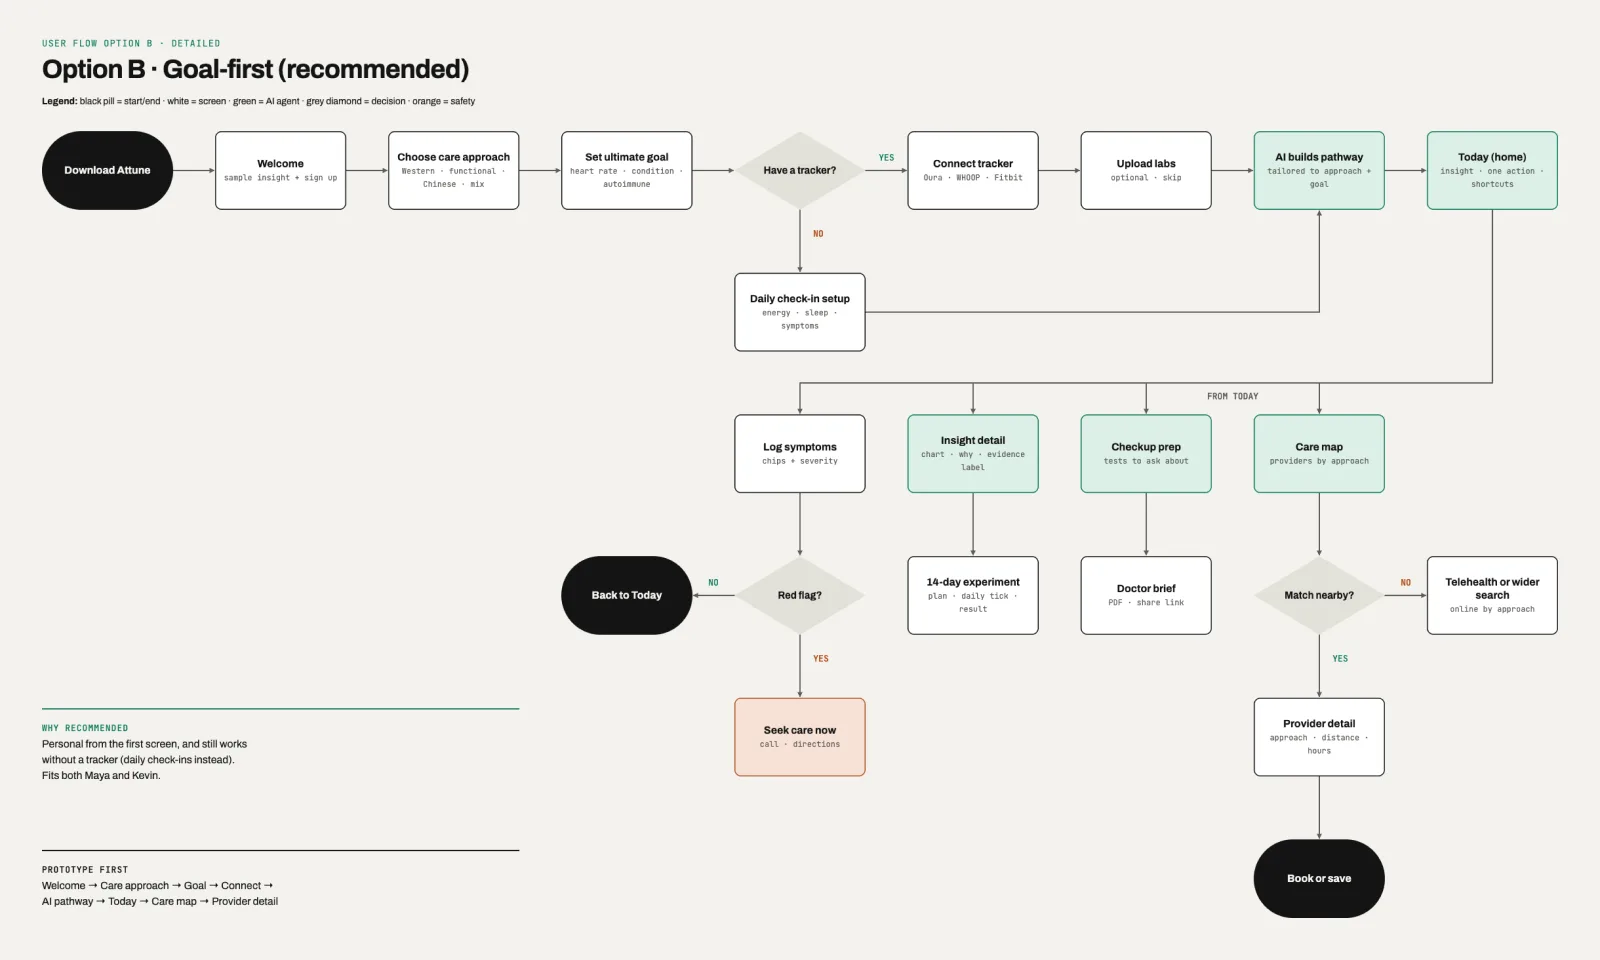 USER FLOW OPTION B · DETAILED
Option B · Goal-first (recommended)
Legend: black pill = start/end · white = screen · green = AI agent · grey diamond = decision · orange = safety
Download Attune
Welcome
sample insight + sign up
Choose care approach
Western · functional ·
Chinese · mix
Set ultimate goal
heart rate · condition ·
autoimmune
Have a tracker?
YES
Connect tracker
Oura · WHOOP · Fitbit
Upload labs
optional · skip
AI builds pathway
tailored to approach +
goal
Today (home)
insight · one action ·
shortcuts
NO
Daily check-in setup
energy · sleep ·
symptoms
FROM TODAY
Log symptoms
chips + severity
Insight detail
chart · why · evidence
label
Checkup prep
tests to ask about
Care map
providers by approach
Back to Today
NO
Red flag?
14-day experiment
plan · daily tick ·
result
Doctor brief
PDF · share link
Match nearby?
NO
Telehealth or wider
search
online by approach
YES
YES
Seek care now
call · directions
Provider detail
approach · distance ·
hours
WHY RECOMMENDED
Personal from the first screen, and still works
without a tracker (daily check-ins instead).
Fits both Maya and Kevin.
Book or save
PROTOTYPE FIRST
Welcome → Care approach → Goal → Connect →
AI pathway → Today → Care map → Provider detail